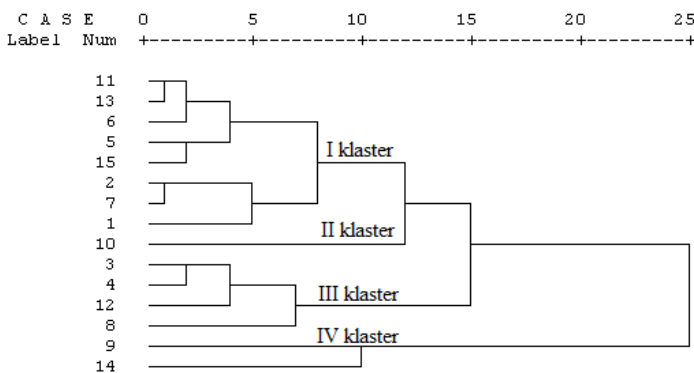 C A S E 0 5 10 15 20 25
Label Num +---------+---------+---------+---------+---------+
11
13
6
5
15
I klaster
2
7
1
II klaster
10
3
4
III klaster
12
8
IV klaster
9
14